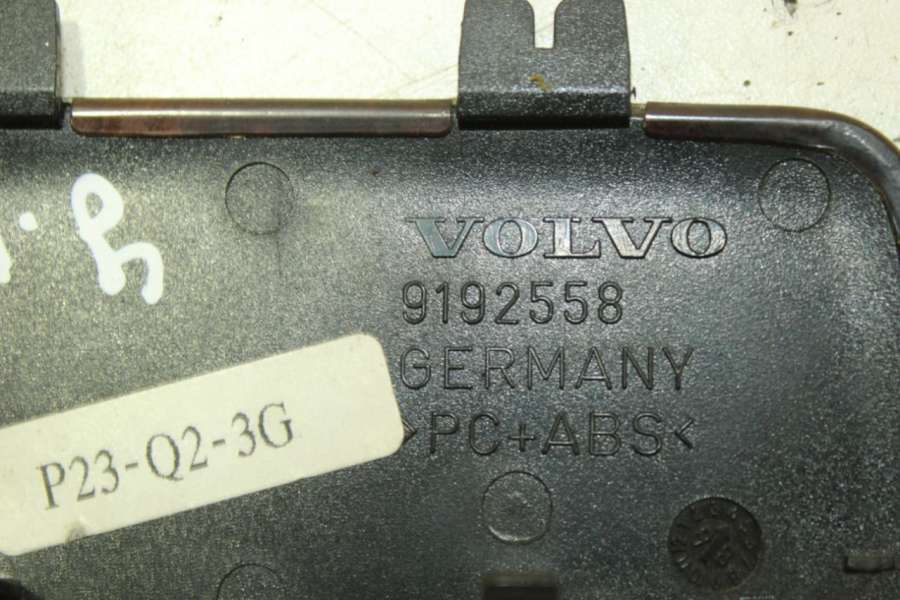 VOLVO
9192558
GERMANY
>PC+ABS<
P23-Q2-3G